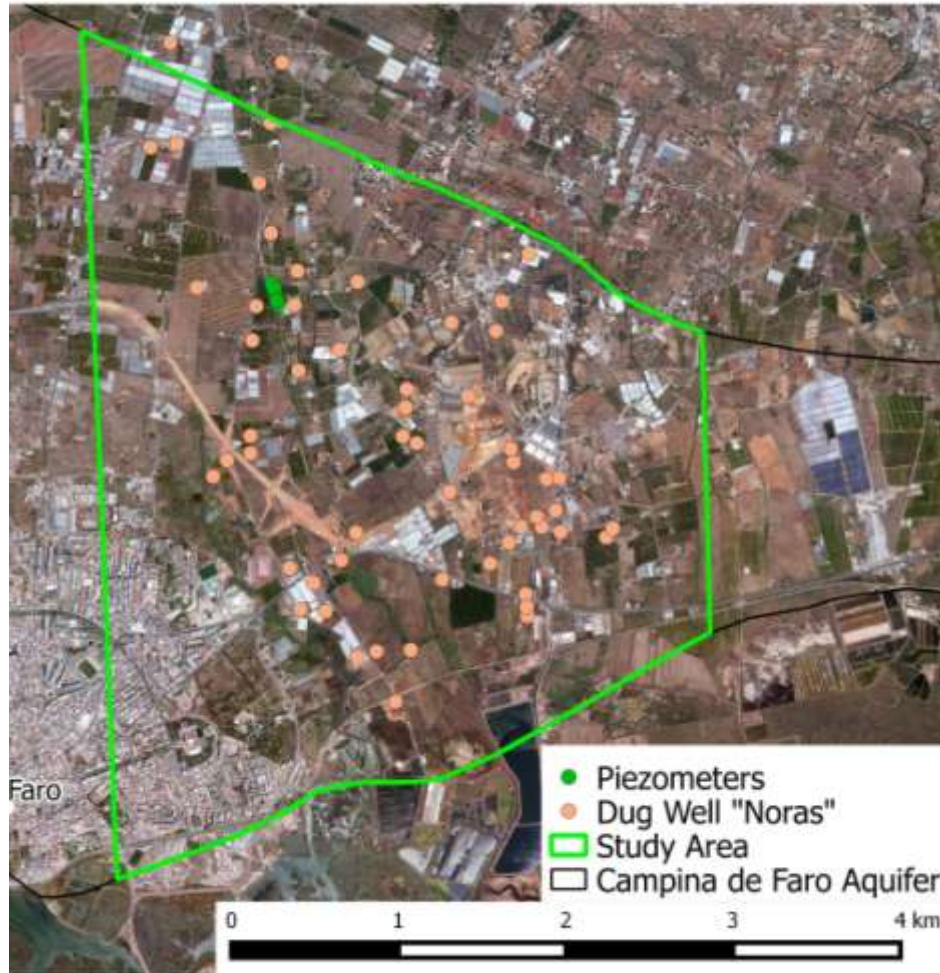 Faro
Piezometers
Dug Well "Noras"
Study Area
Campina de Faro Aquifer
0 1 2 3 4 km